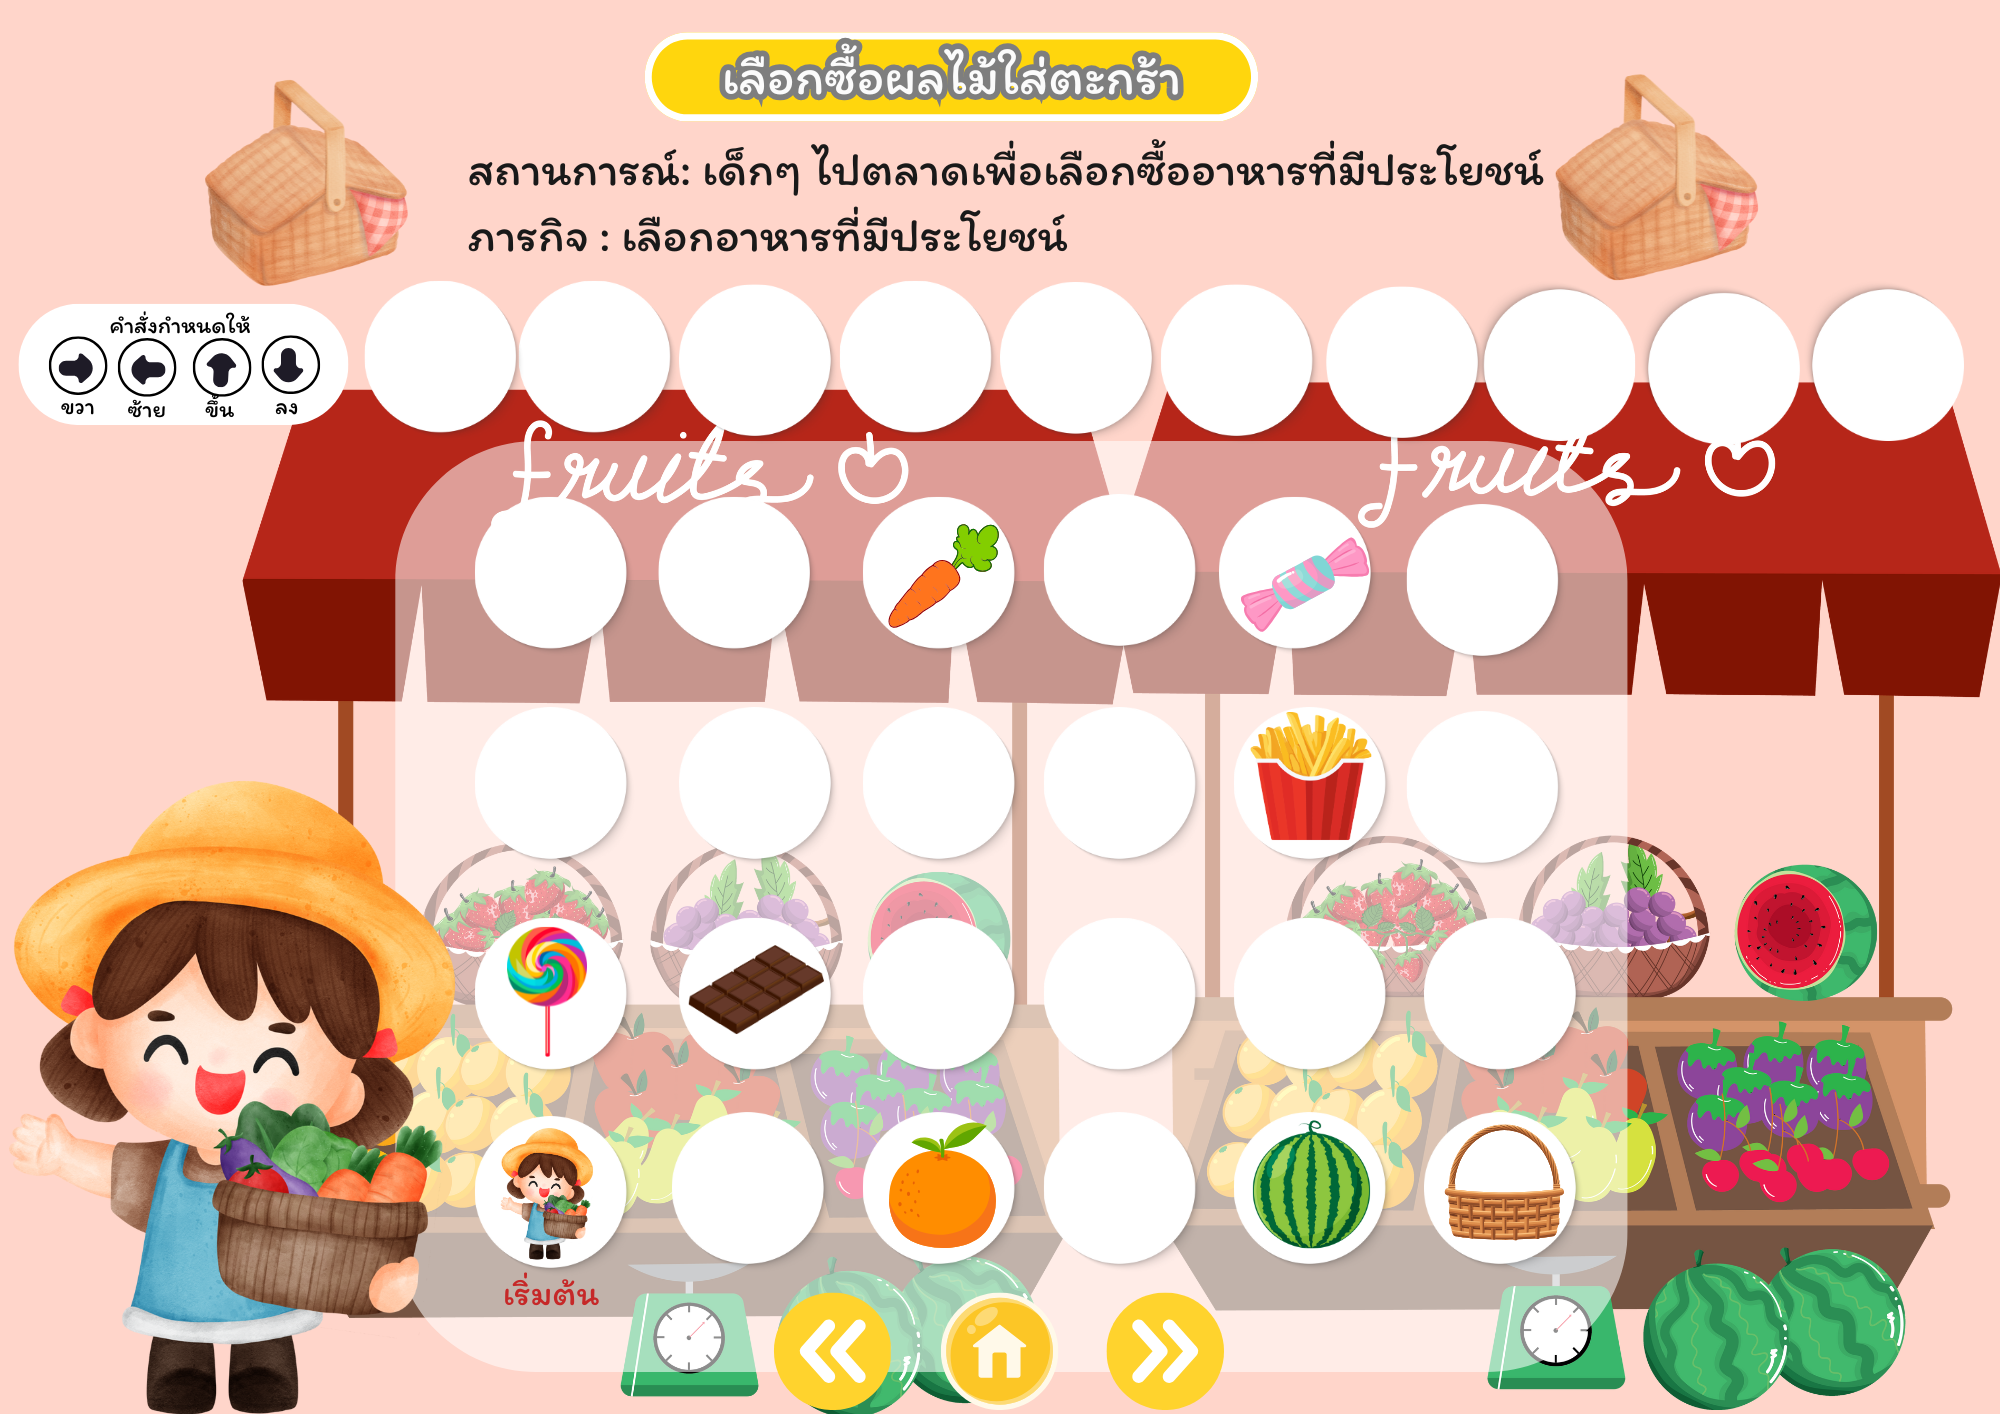 เลือกซื้อผลไม้ใส่ตะกร้า
สถานการณ์: เด็กๆ ไปตลาดเพื่อเลือกซื้ออาหารที่มีประโยชน์
ภารกิจ : เลือกอาหารที่มีประโยชน์
คำสั่งกำหนดให้
ขวา ซ้าย ขึ้น ลง
fruits fruits
เริ่มต้น